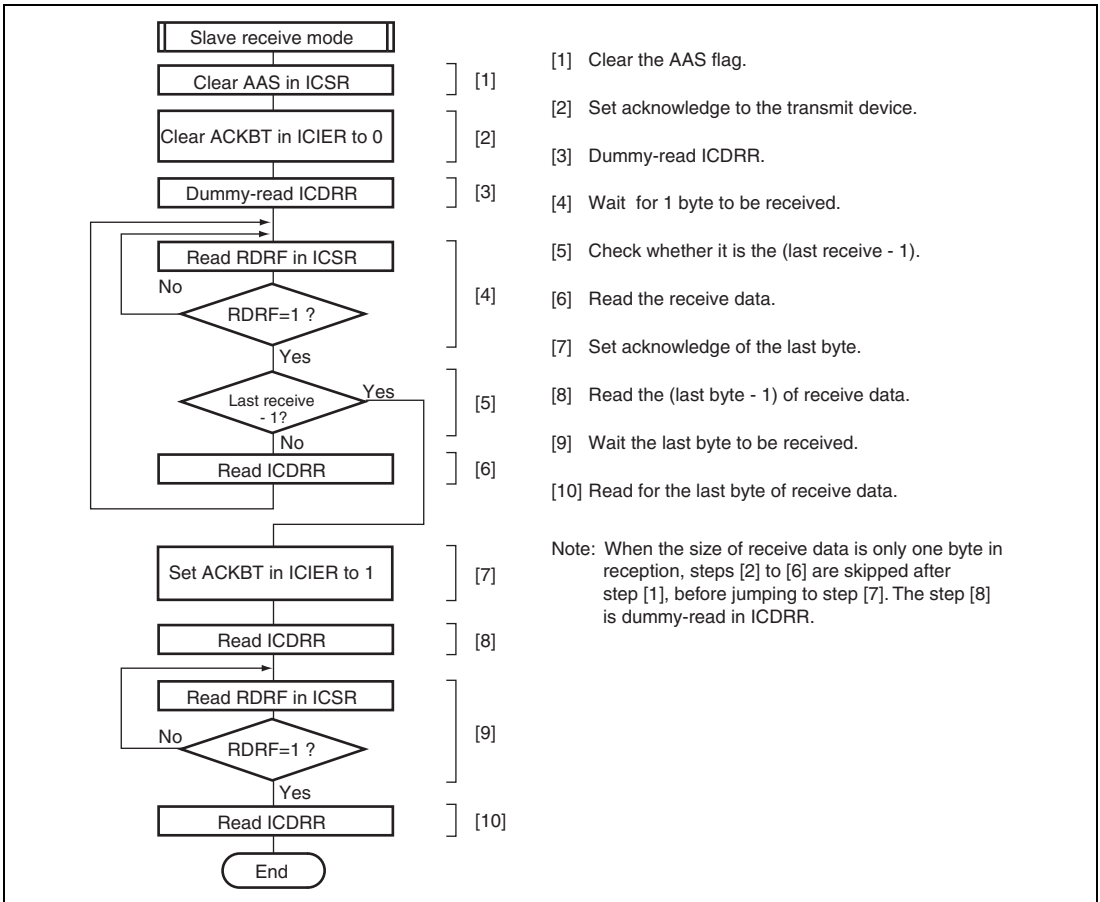 Slave receive mode
Clear AAS in ICSR
[1]
Clear ACKBT in ICIER to 0
[2]
Dummy-read ICDRR
[3]
Read RDRF in ICSR
No
RDRF=1 ?
[4]
Yes
Last receive
- 1?
Yes
[5]
No
Read ICDRR
[6]
Set ACKBT in ICIER to 1
[7]
Read ICDRR
[8]
Read RDRF in ICSR
No
RDRF=1 ?
[9]
Yes
Read ICDRR
[10]
End
[1] Clear the AAS flag.
[2] Set acknowledge to the transmit device.
[3] Dummy-read ICDRR.
[4] Wait for 1 byte to be received.
[5] Check whether it is the (last receive - 1).
[6] Read the receive data.
[7] Set acknowledge of the last byte.
[8] Read the (last byte - 1) of receive data.
[9] Wait the last byte to be received.
[10] Read for the last byte of receive data.
Note: When the size of receive data is only one byte in
reception, steps [2] to [6] are skipped after
step [1], before jumping to step [7]. The step [8]
is dummy-read in ICDRR.